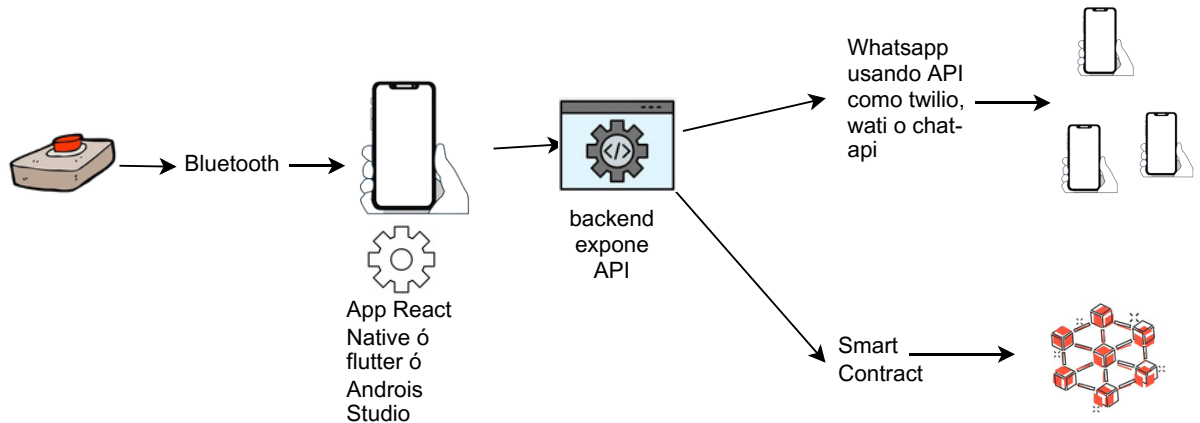 Bluetooth
App React
Native ó
flutter ó
Androis
Studio
</>
backend
expone
API
Whatsapp
usando API
como twilio,
wati o chat-
api
Smart
Contract